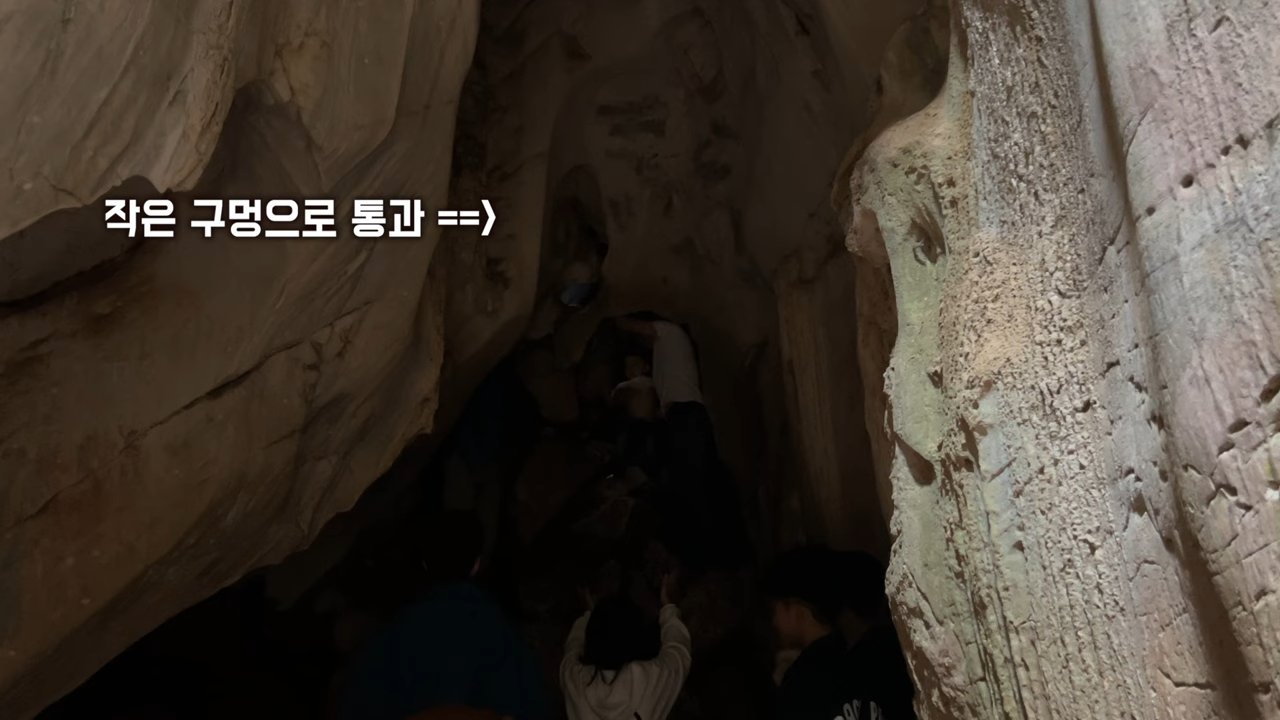 작은 구멍으로 통과 ==>